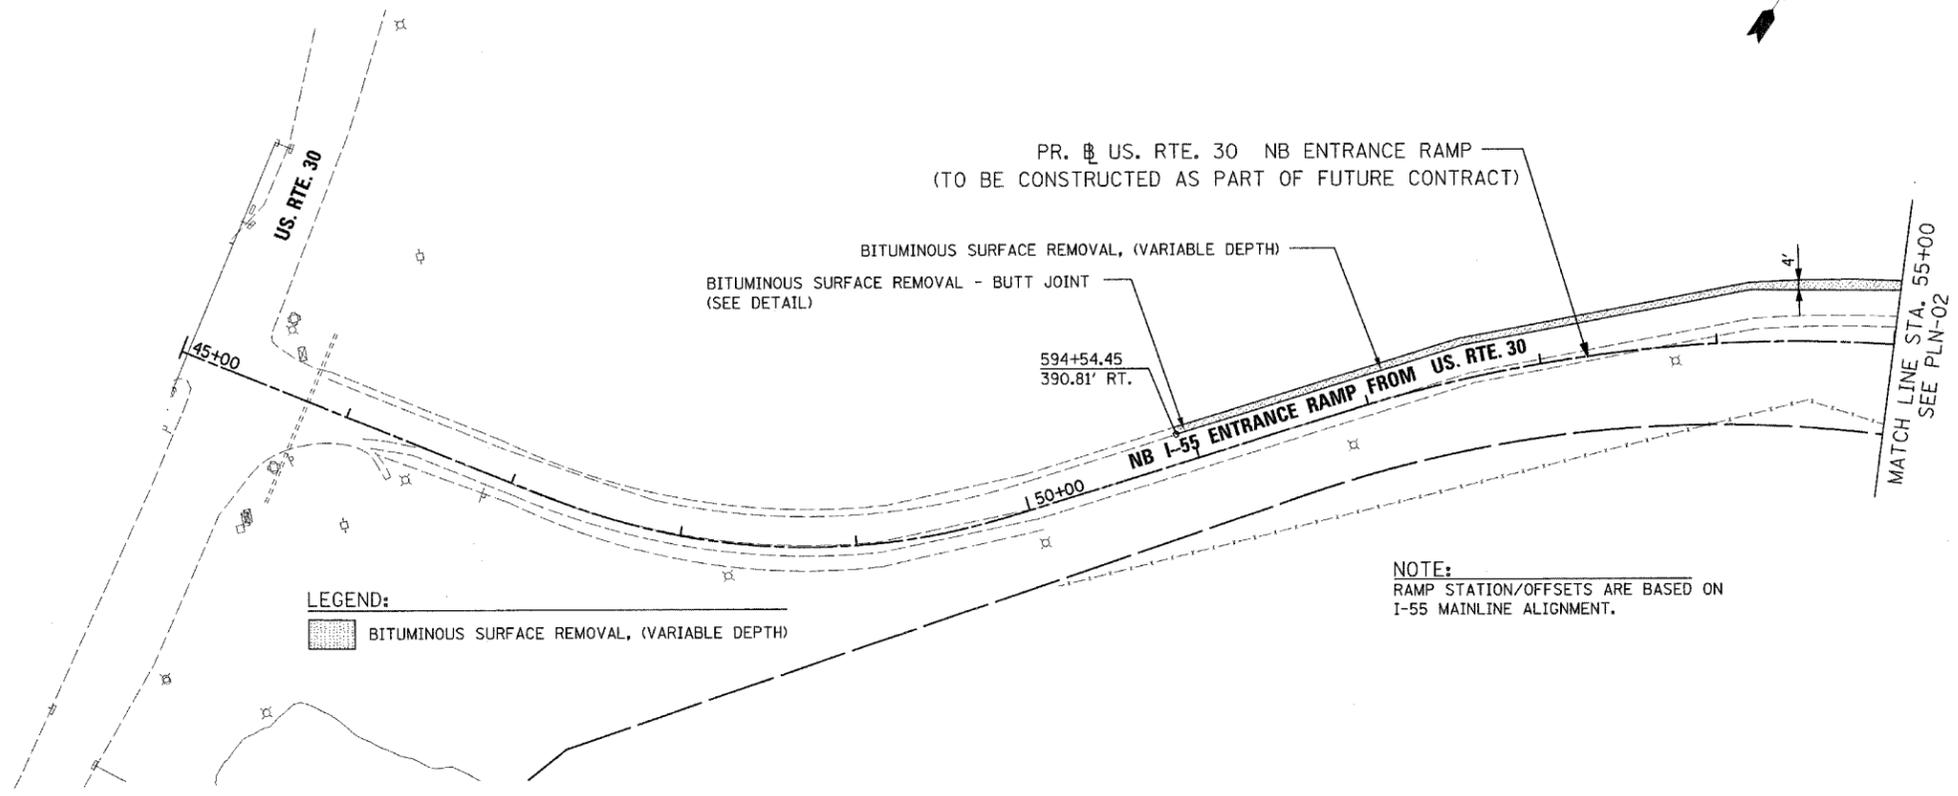 US. RTE. 30
PR. ⅊ US. RTE. 30 NB ENTRANCE RAMP
(TO BE CONSTRUCTED AS PART OF FUTURE CONTRACT)
BITUMINOUS SURFACE REMOVAL, (VARIABLE DEPTH)
BITUMINOUS SURFACE REMOVAL - BUTT JOINT
(SEE DETAIL)
4'
MATCH LINE STA. 55+00
SEE PLN-02
45+00
594+54.45
390.81' RT.
NB I-55 ENTRANCE RAMP FROM US. RTE. 30
50+00
P
P
P
LEGEND:
BITUMINOUS SURFACE REMOVAL, (VARIABLE DEPTH)
NOTE:
RAMP STATION/OFFSETS ARE BASED ON
I-55 MAINLINE ALIGNMENT.